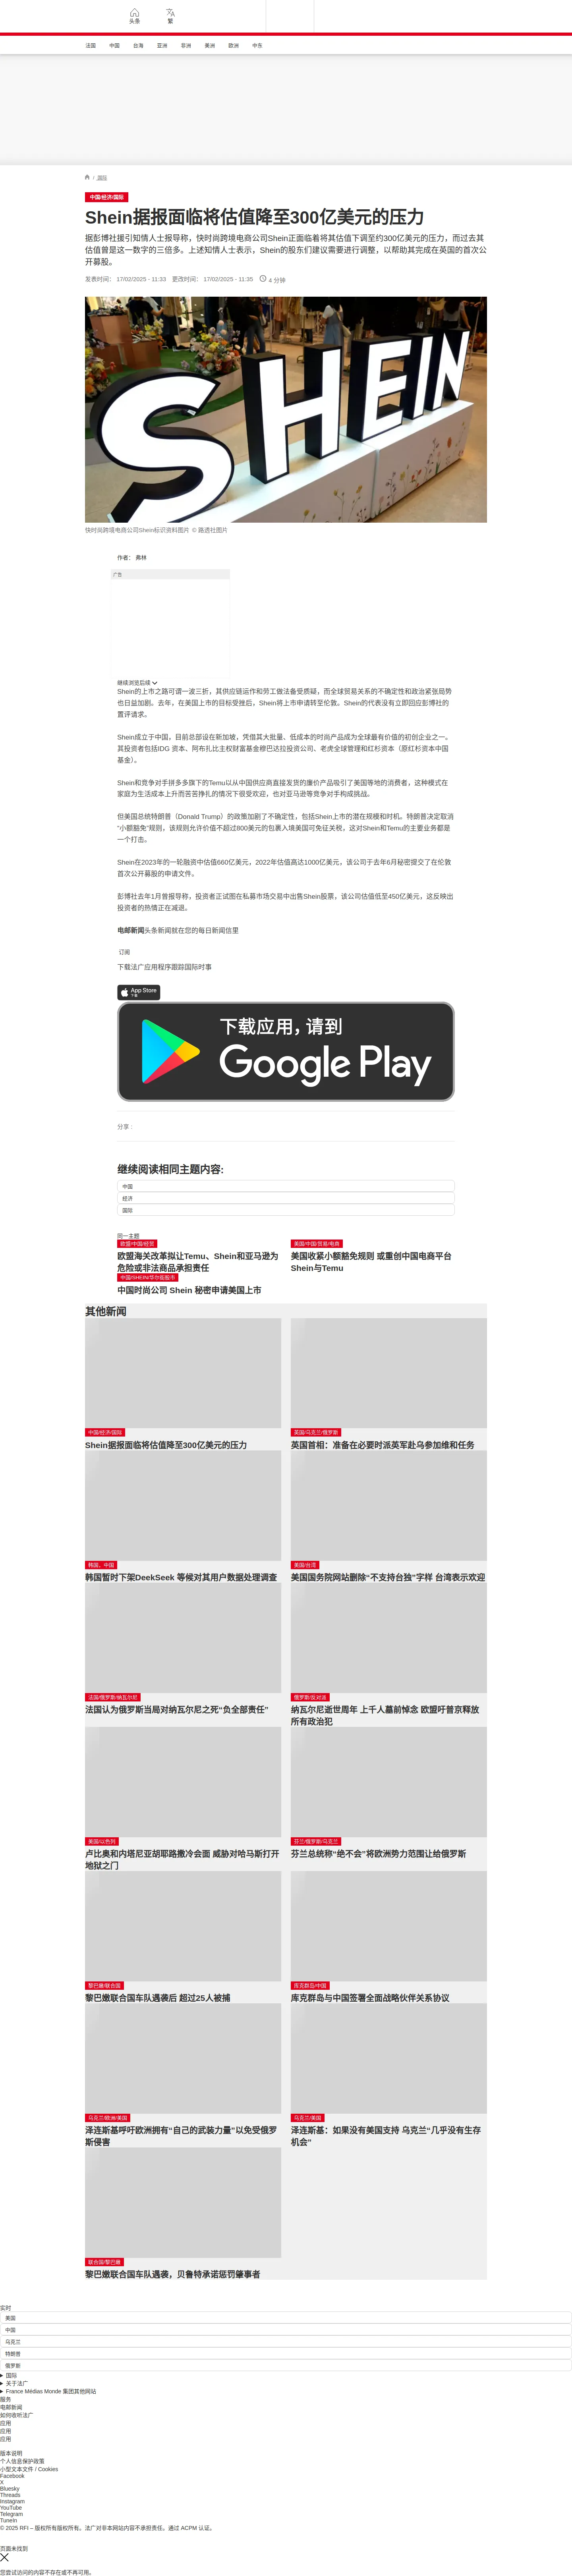 头条
繁
法国
中国
台海
亚洲
非洲
美洲
欧洲
中东
/ 国际
中国/经济/国际
Shein据报面临将估值降至300亿美元的压力
据彭博社援引知情人士报导称，快时尚跨境电商公司Shein正面临着将其估值下调至约300亿美元的压力，而过去其
估值曾是这一数字的三倍多。上述知情人士表示，Shein的股东们建议需要进行调整，以帮助其完成在英国的首次公
开募股。
发表时间： 17/02/2025 - 11:33 更改时间： 17/02/2025 - 11:35 4 分钟
SHEIN
快时尚跨境电商公司Shein标识资料图片 © 路透社图片
作者： 弗林
广告
继续浏览后续
Shein的上市之路可谓一波三折，其供应链运作和劳工做法备受质疑，而全球贸易关系的不确定性和政治紧张局势
也日益加剧。去年，在美国上市的目标受挫后，Shein将上市申请转至伦敦。Shein的代表没有立即回应彭博社的
置评请求。
Shein成立于中国，目前总部设在新加坡，凭借其大批量、低成本的时尚产品成为全球最有价值的初创企业之一。
其投资者包括IDG 资本、阿布扎比主权财富基金穆巴达拉投资公司、老虎全球管理和红杉资本（原红杉资本中国
基金）。
Shein和竞争对手拼多多旗下的Temu以从中国供应商直接发货的廉价产品吸引了美国等地的消费者，这种模式在
家庭为生活成本上升而苦苦挣扎的情况下很受欢迎，也对亚马逊等竞争对手构成挑战。
但美国总统特朗普（Donald Trump）的政策加剧了不确定性，包括Shein上市的潜在规模和时机。特朗普决定取消
“小额豁免”规则，该规则允许价值不超过800美元的包裹入境美国可免征关税，这对Shein和Temu的主要业务都是
一个打击。
Shein在2023年的一轮融资中估值660亿美元，2022年估值高达1000亿美元，该公司于去年6月秘密提交了在伦敦
首次公开募股的申请文件。
彭博社去年1月曾报导称，投资者正试图在私募市场交易中出售Shein股票，该公司估值低至450亿美元，这反映出
投资者的热情正在减退。
电邮新闻头条新闻就在您的每日新闻信里
订阅
下载法广应用程序跟踪国际时事
App Store
下载
下载应用，请到
Google Play
分享 :
继续阅读相同主题内容:
中国
经济
国际
同一主题
欧盟/中国/经贸
欧盟海关改革拟让Temu、Shein和亚马逊为
危险或非法商品承担责任
美国/中国/贸易/电商
美国收紧小额豁免规则 或重创中国电商平台
Shein与Temu
中国/SHEIN/华尔街股市
中国时尚公司 Shein 秘密申请美国上市
其他新闻
中国/经济/国际
Shein据报面临将估值降至300亿美元的压力
英国/乌克兰/俄罗斯
英国首相：准备在必要时派英军赴乌参加维和任务
韩国、中国
韩国暂时下架DeepSeek 等候对其用户数据处理调查
美国/台湾
美国国务院网站删除“不支持台独”字样 台湾表示欢迎
法国/俄罗斯/纳瓦尔尼
法国认为俄罗斯当局对纳瓦尔尼之死“负全部责任”
俄罗斯/反对派
纳瓦尔尼逝世周年 上千人墓前悼念 欧盟吁普京释放
所有政治犯
美国/以色列
卢比奥和内塔尼亚胡耶路撒冷会面 威胁对哈马斯打开
地狱之门
芬兰/俄罗斯/乌克兰
芬兰总统称“绝不会”将欧洲势力范围让给俄罗斯
黎巴嫩/联合国
黎巴嫩联合国车队遇袭后 超过25人被捕
库克群岛/中国
库克群岛与中国签署全面战略伙伴关系协议
乌克兰/欧洲/美国
泽连斯基呼吁欧洲拥有“自己的武装力量”以免受俄罗
斯侵害
乌克兰/美国
泽连斯基：如果没有美国支持 乌克兰“几乎没有生存
机会”
联合国/黎巴嫩
黎巴嫩联合国车队遇袭，贝鲁特承诺惩罚肇事者
实时
美国
中国
乌克兰
特朗普
俄罗斯
国际
关于法广
France Médias Monde 集团其他网站
服务
电邮新闻
如何收听法广
应用
应用
应用
版本说明
个人信息保护政策
小型文本文件 / Cookies
Facebook
X
Bluesky
Threads
Instagram
YouTube
Telegram
TuneIn
© 2025 RFI – 版权所有版权所有。法广对非本网站内容不承担责任。通过 ACPM 认证。
页面未找到
您尝试访问的内容不存在或不再可用。